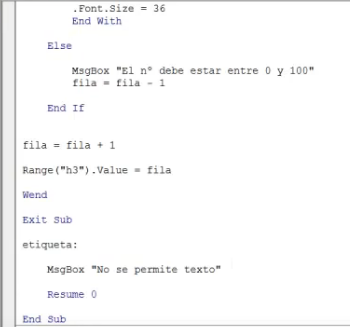 .Font.Size = 36
End With
Else
MsgBox "El nº debe estar entre 0 y 100"
fila = fila - 1
End If
fila = fila + 1
Range("h3").Value = fila
Wend
Exit Sub
etiqueta:
MsgBox "No se permite texto"
Resume 0
End Sub